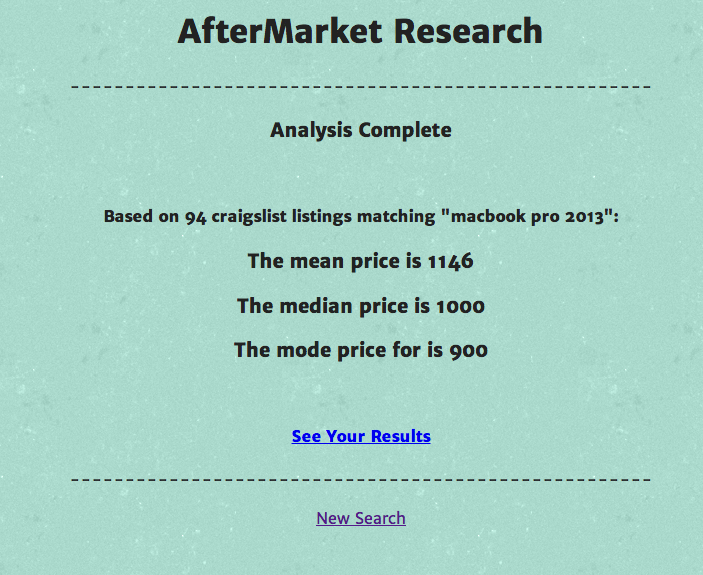 AfterMarket Research
------------------------------------------------------
Analysis Complete
Based on 94 craigslist listings matching "macbook pro 2013":
The mean price is 1146
The median price is 1000
The mode price for is 900
See Your Results
------------------------------------------------------
New Search